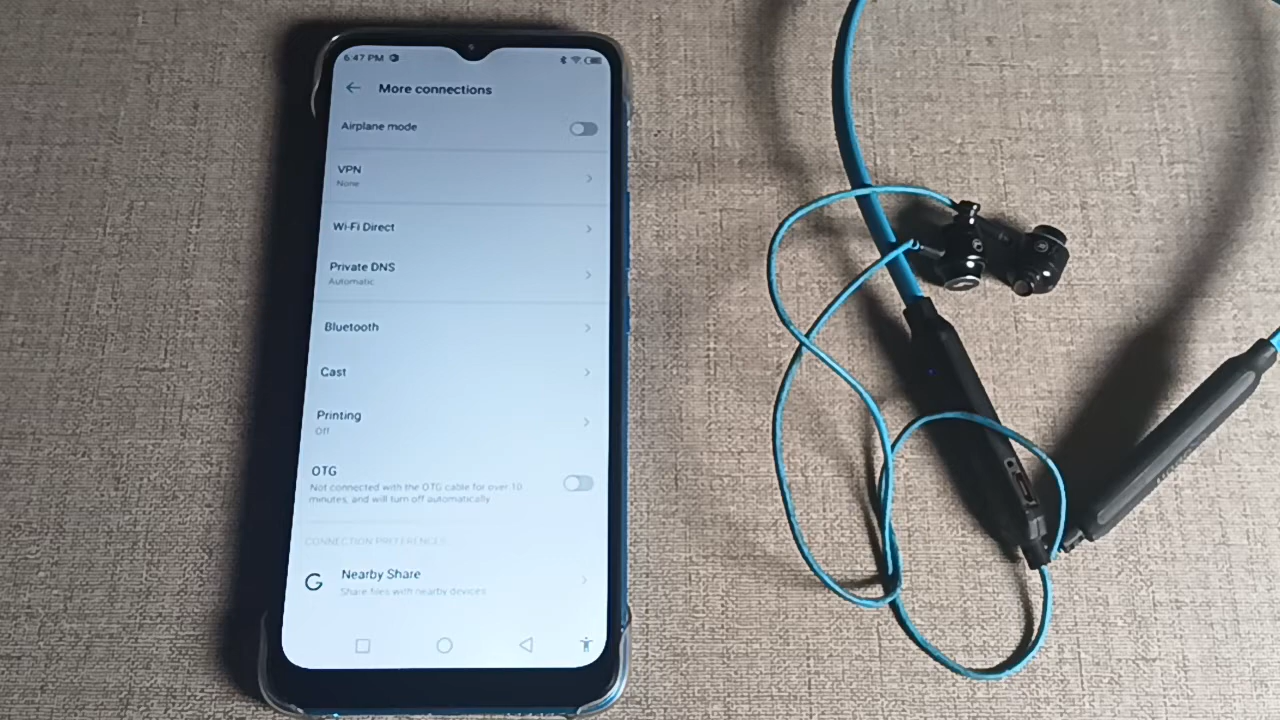 6:47 PM
More connections
Airplane mode
VPN
None
Wi-Fi Direct
Private DNS
Automatic
Bluetooth
Cast
Printing
Off
OTG
Not connected with the OTG cable for over 10
minutes, and will turn off automatically
CONNECTION PREFERENCES
Nearby Share
Share files with nearby devices